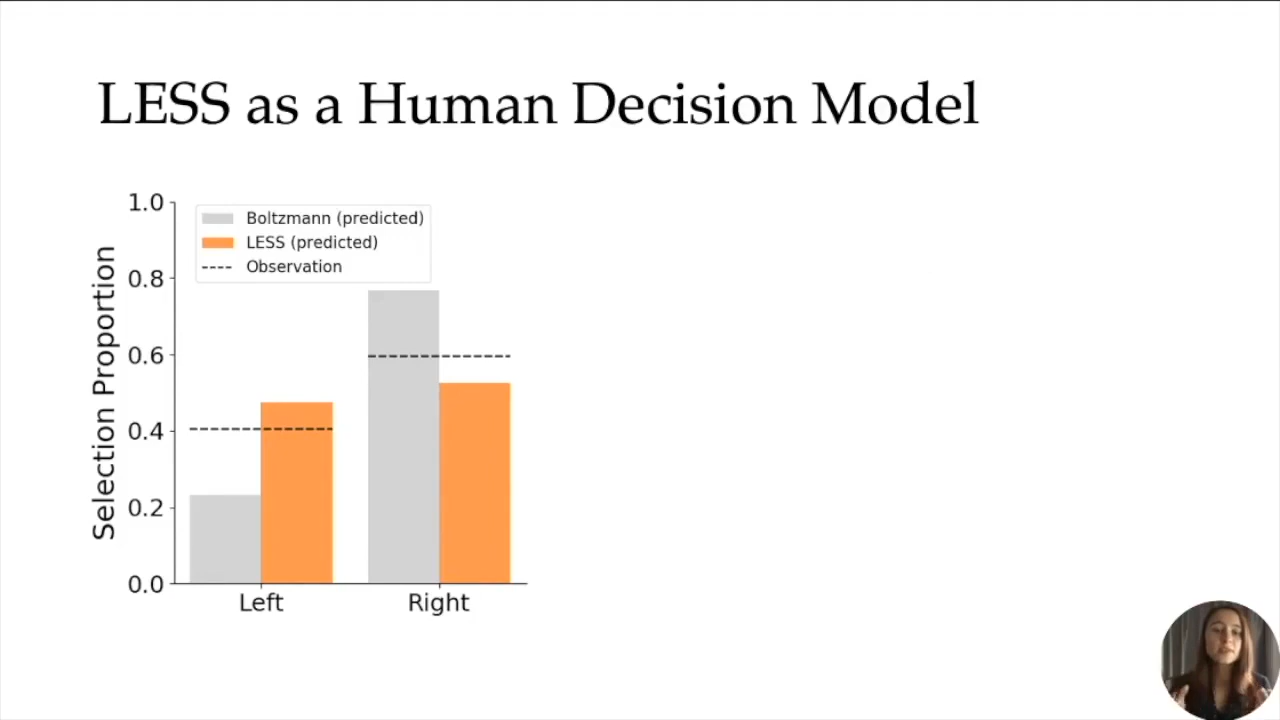 LESS as a Human Decision Model
1.0
0.8
0.6
0.4
0.2
0.0
Selection Proportion
Boltzmann (predicted)
LESS (predicted)
Observation
Left
Right